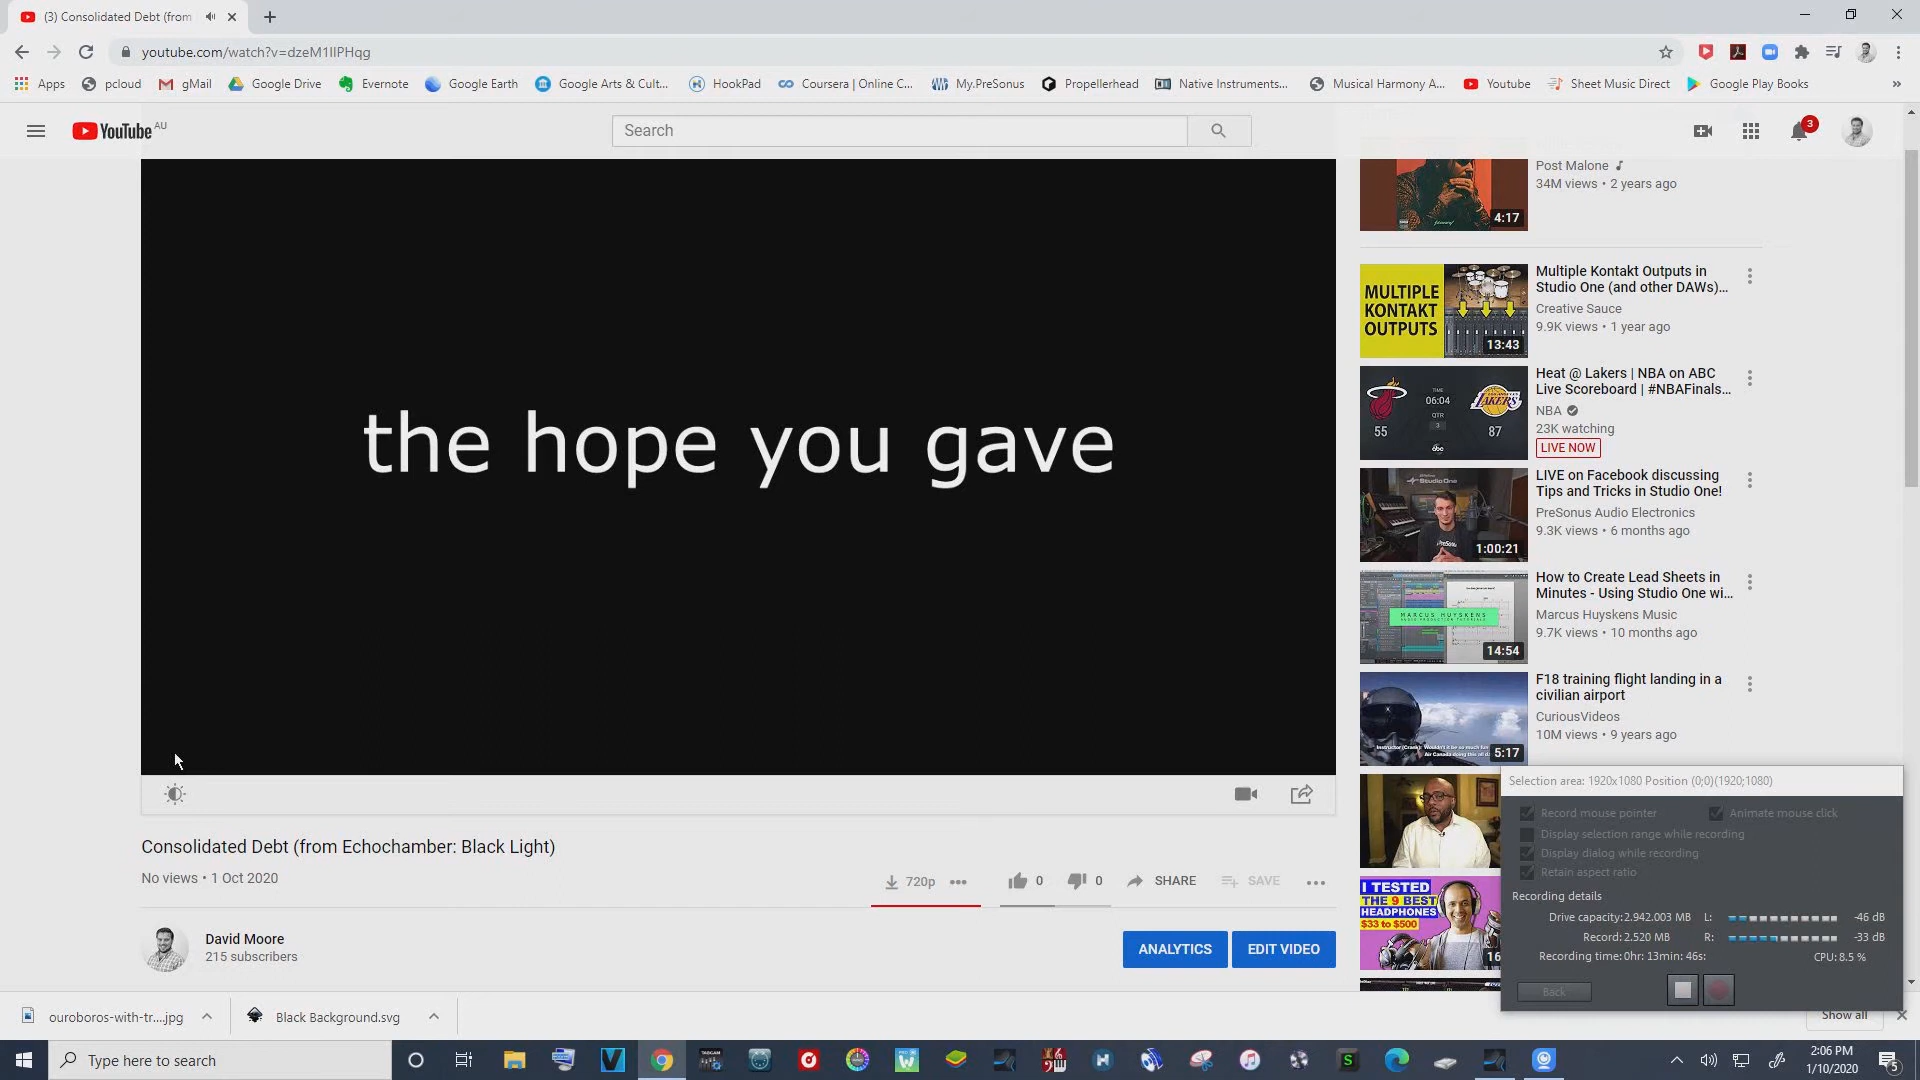 (3) Consolidated Debt (from
youtube.com/watch?v=dzeM1IlPHqg
Apps
pcloud
gMail
Google Drive
Evernote
Google Earth
Google Arts & Cult...
HookPad
Coursera | Online C...
My.PreSonus
Propellerhead
Native Instruments...
Musical Harmony A...
Youtube
Sheet Music Direct
Google Play Books
YouTube AU
Search
3
the hope you gave
Post Malone
34M views • 2 years ago
4:17
MULTIPLE
KONTAKT
OUTPUTS
13:43
Multiple Kontakt Outputs in
Studio One (and other DAWs)...
Creative Sauce
9.9K views • 1 year ago
TIME
06:04
QTR
3
55
87
LAKERS
abc
Heat @ Lakers | NBA on ABC
Live Scoreboard | #NBAFinals...
NBA
23K watching
LIVE NOW
Studio One
1:00:21
LIVE on Facebook discussing
Tips and Tricks in Studio One!
PreSonus Audio Electronics
9.3K views • 6 months ago
MARCUS HUYSKENS
14:54
How to Create Lead Sheets in
Minutes - Using Studio One wi...
Marcus Huyskens Music
9.7K views • 10 months ago
5:17
F18 training flight landing in a
civilian airport
CuriousVideos
10M views • 9 years ago
Consolidated Debt (from Echochamber: Black Light)
No views • 1 Oct 2020
720p
0
0
SHARE
SAVE
David Moore
215 subscribers
ANALYTICS
EDIT VIDEO
I TESTED
THE 9 BEST
HEADPHONES
$33 to $500
16
Selection area: 1920x1080 Position (0;0)(1920;1080)
Record mouse pointer
Animate mouse click
Display selection range while recording
Display dialog while recording
Retain aspect ratio
Recording details
Drive capacity: 2.942.003 MB
L:
-46 dB
Record: 2.520 MB
R:
-33 dB
Recording time: 0hr: 13min: 46s:
CPU: 8.5 %
Back
ouroboros-with-tr....jpg
Black Background.svg
Show all
Type here to search
2:06 PM
1/10/2020
5